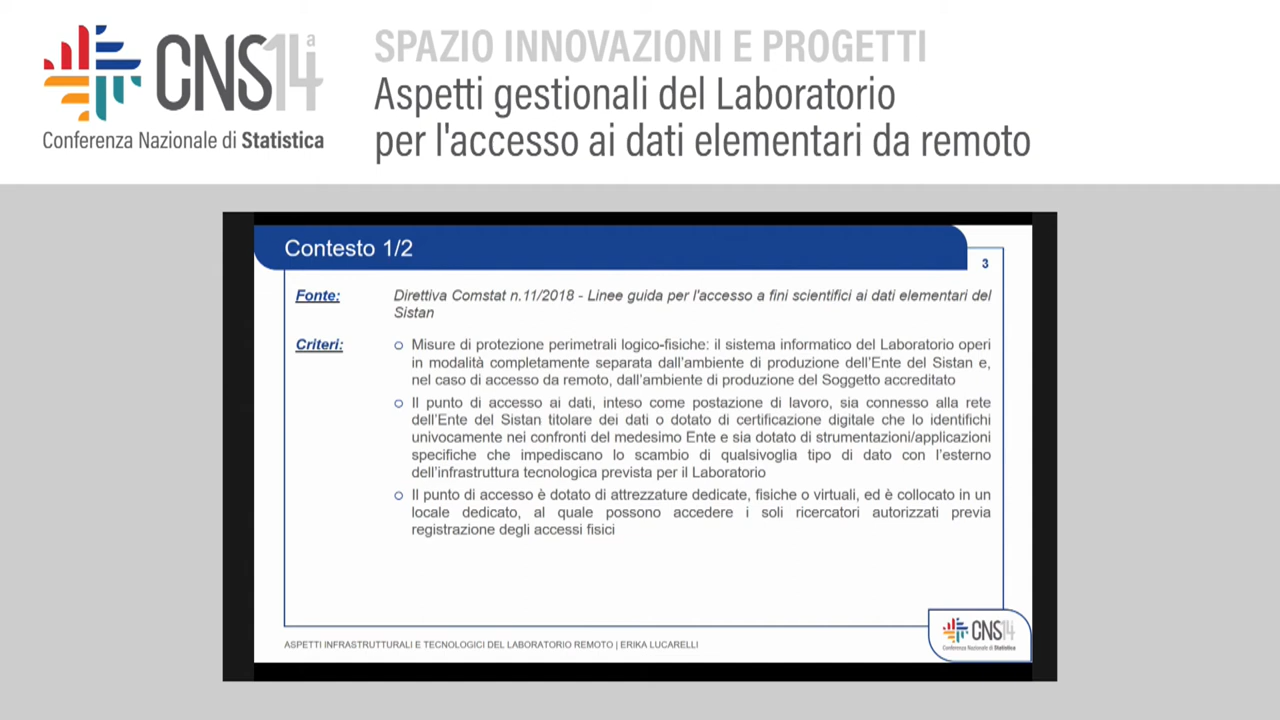 CNS14a
Conferenza Nazionale di Statistica
SPAZIO INNOVAZIONI E PROGETTI
Aspetti gestionali del Laboratorio
per l'accesso ai dati elementari da remoto
Contesto 1/2
3
Fonte:
Direttiva Comstat n.11/2018 - Linee guida per l'accesso a fini scientifici ai dati elementari del
Sistan
Criteri:
Misure di protezione perimetrali logico-fisiche: il sistema informatico del Laboratorio operi
in modalità completamente separata dall'ambiente di produzione dell'Ente del Sistan e,
nel caso di accesso da remoto, dall'ambiente di produzione del Soggetto accreditato
Il punto di accesso ai dati, inteso come postazione di lavoro, sia connesso alla rete
dell'Ente del Sistan titolare dei dati o dotato di certificazione digitale che lo identifichi
univocamente nei confronti del medesimo Ente e sia dotato di strumentazioni/applicazioni
specifiche che impediscano lo scambio di qualsivoglia tipo di dato con l'esterno
dell'infrastruttura tecnologica prevista per il Laboratorio
Il punto di accesso è dotato di attrezzature dedicate, fisiche o virtuali, ed è collocato in un
locale dedicato, al quale possono accedere i soli ricercatori autorizzati previa
registrazione degli accessi fisici
ASPETTI INFRASTRUTTURALI E TECNOLOGICI DEL LABORATORIO REMOTO | ERIKA LUCARELLI
CNS14
Conferenza Nazionale di Statistica